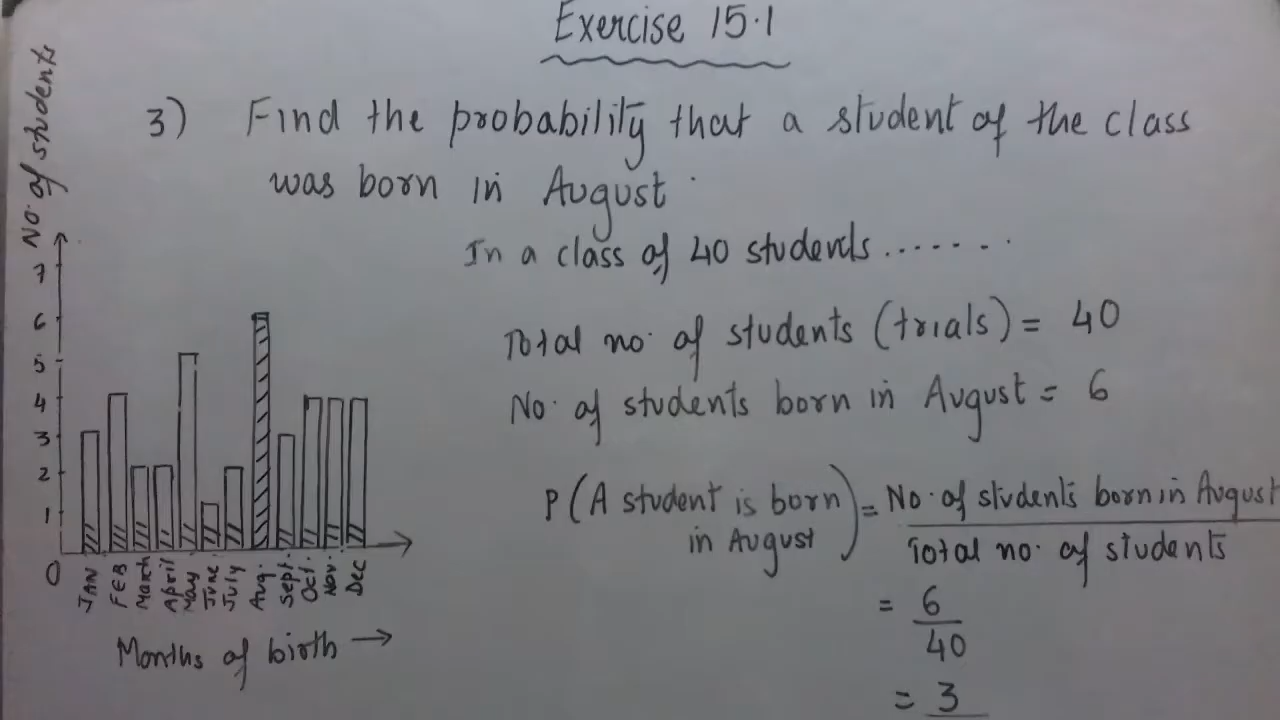 Exercise 15.1
3) Find the probability that a student of the class
was born in August.
In a class of 40 students.......
Total no. of students (trials) = 40
No. of students born in August = 6
P (A student is born in August) = No. of students born in August
Total no. of students
= 6
40
= 3
No. of students
7
6
5
4
3
2
1
0
JAN FEB March April May June July Aug. Sept. Oct. Nov. DEC
Months of birth →